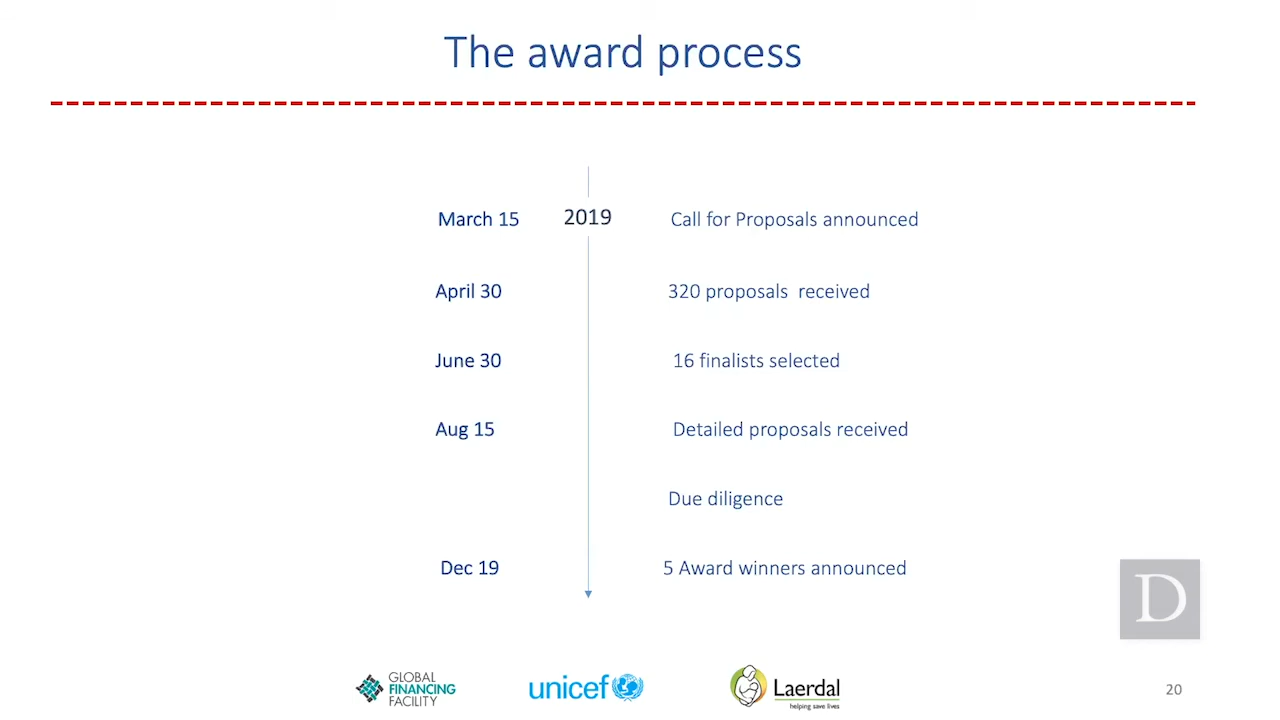 The award process
March 15 2019 Call for Proposals announced
April 30 320 proposals received
June 30 16 finalists selected
Aug 15 Detailed proposals received
Due diligence
Dec 19 5 Award winners announced
D
GLOBAL
FINANCING
FACILITY
unicef
Laerdal
helping save lives
20